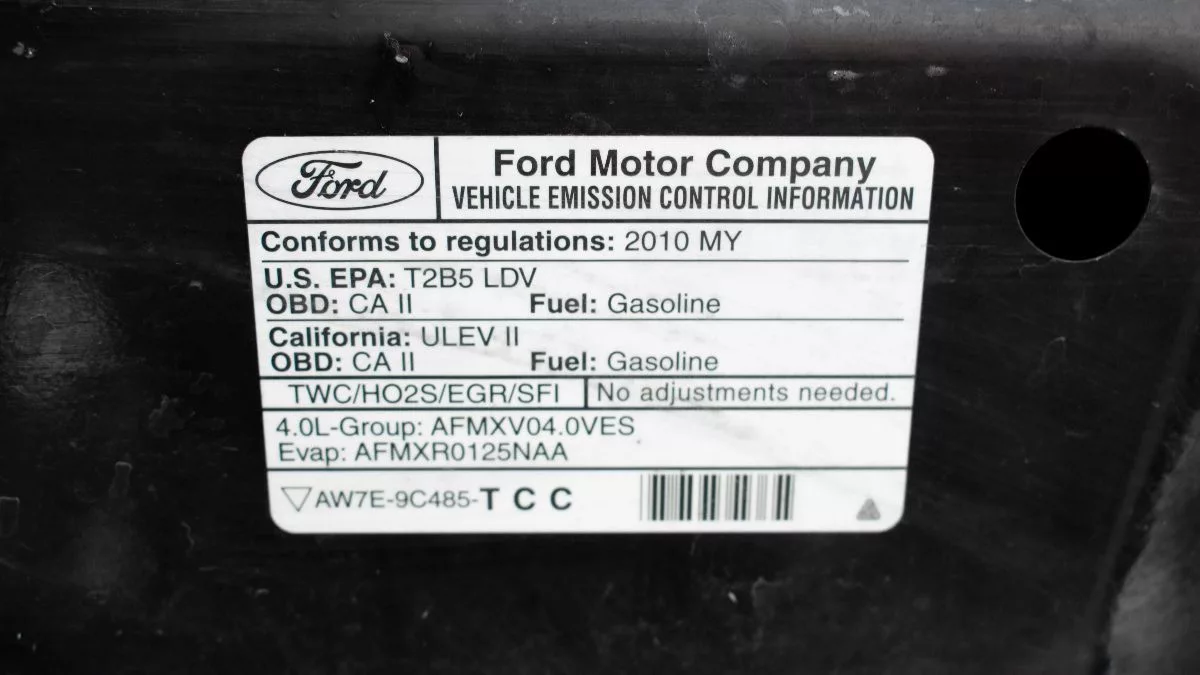 Ford
Ford Motor Company
VEHICLE EMISSION CONTROL INFORMATION
Conforms to regulations: 2010 MY
U.S. EPA: T2B5 LDV
OBD: CA II Fuel: Gasoline
California: ULEV II
OBD: CA II Fuel: Gasoline
TWC/HO2S/EGR/SFI No adjustments needed.
4.0L-Group: AFMXV04.0VES
Evap: AFMXR0125NAA
AW7E-9C485-T C C